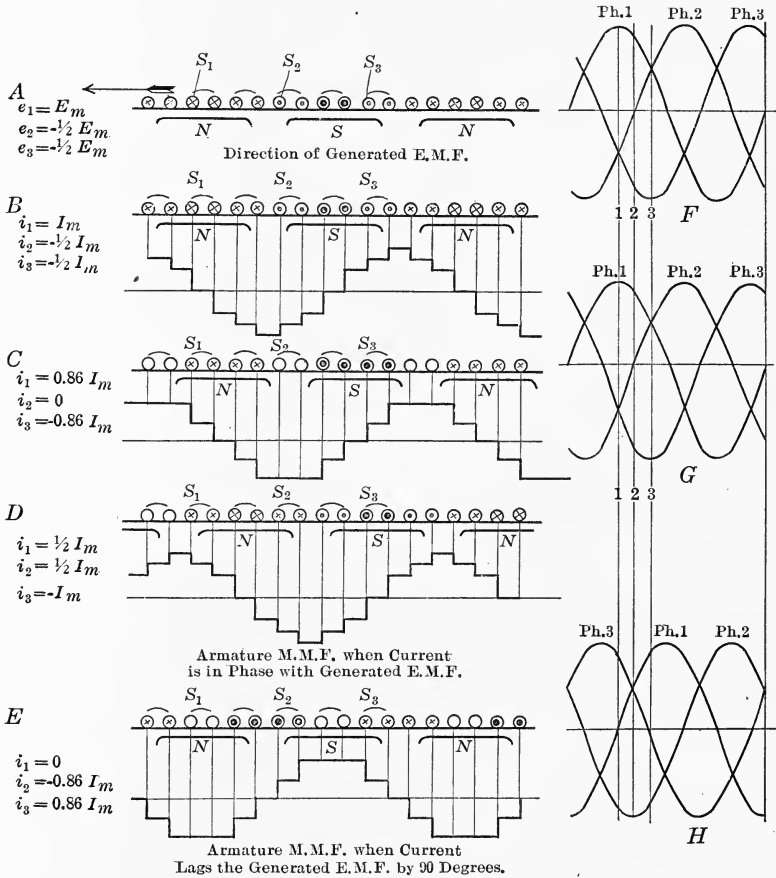 A
e₁ = Eₘ
e₂ = -½ Eₘ
e₃ = -½ Eₘ
S₁ S₂ S₃
N S N
Direction of Generated E.M.F.
B
i₁ = Iₘ
i₂ = -½ Iₘ
i₃ = -½ Iₘ
S₁ S₂ S₃
N S N
C
i₁ = 0.86 Iₘ
i₂ = 0
i₃ = -0.86 Iₘ
S₁ S₂ S₃
N S N
D
i₁ = ½ Iₘ
i₂ = ½ Iₘ
i₃ = -Iₘ
S₁ S₂ S₃
N S N
Armature M.M.F. when Current
is in Phase with Generated E.M.F.
E
i₁ = 0
i₂ = -0.86 Iₘ
i₃ = 0.86 Iₘ
S₁ S₂ S₃
N S N
Armature M.M.F. when Current
Lags the Generated E.M.F. by 90 Degrees.
Ph.1 Ph.2 Ph.3
1 2 3 F
Ph.1 Ph.2 Ph.3
G
1 2 3
Ph.3 Ph.1 Ph.2
H